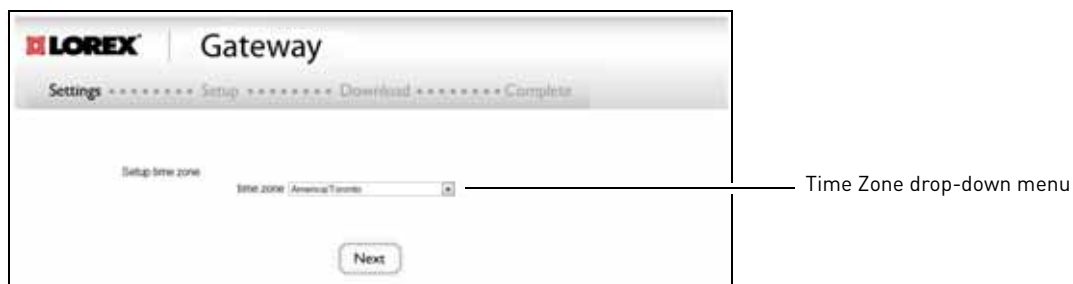 LOREX Gateway
Settings Setup Download Complete
Setup time zone
time zone America/Toronto
Time Zone drop-down menu
Next